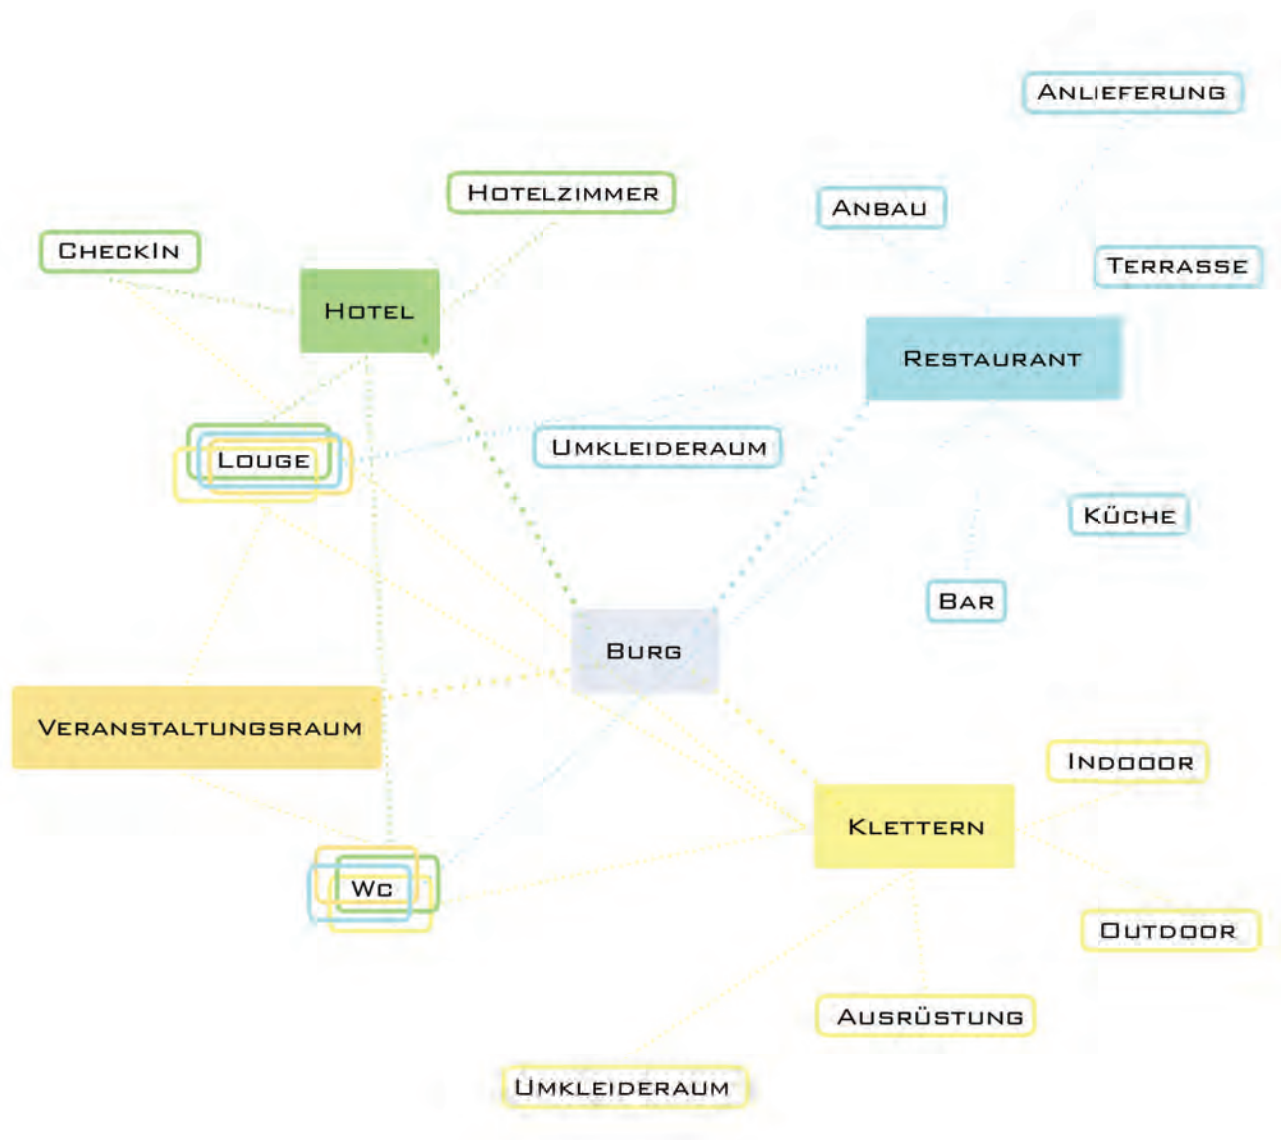 Anlieferung
Hotelzimmer
Anbau
CheckIn
Terrasse
Hotel
Restaurant
Umkleideraum
Louge
Küche
Bar
Burg
Veranstaltungsraum
Indooor
Klettern
Wc
Outdoor
Ausrüstung
Umkleideraum